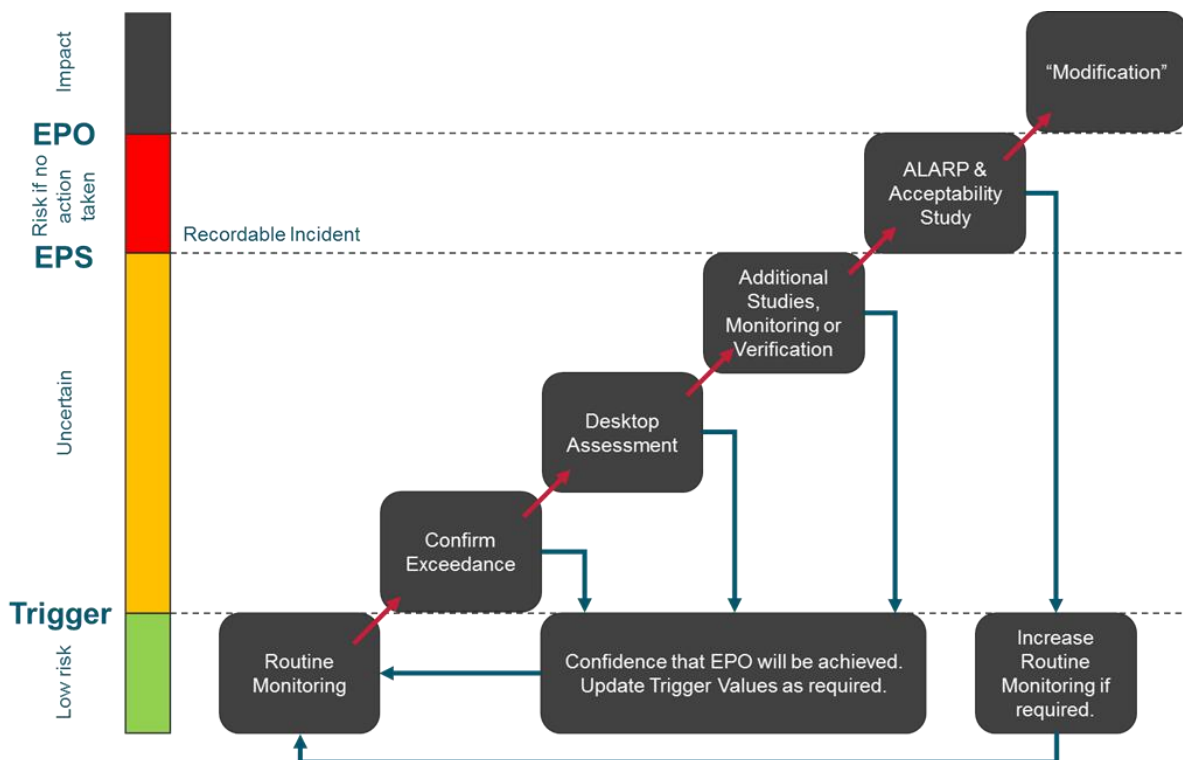 Impact
EPO
Risk if no
action
taken
Recordable Incident
EPS
Uncertain
Trigger
Low risk
“Modification”
ALARP &
Acceptability
Study
Additional
Studies,
Monitoring or
Verification
Desktop
Assessment
Confirm
Exceedance
Routine
Monitoring
Confidence that EPO will be achieved.
Update Trigger Values as required.
Increase
Routine
Monitoring if
required.